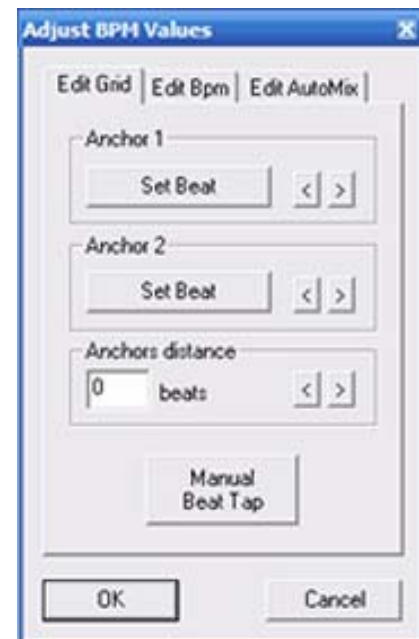 Adjust BPM Values
Edit Grid Edit Bpm Edit AutoMix
Anchor 1
Set Beat < >
Anchor 2
Set Beat < >
Anchors distance
0 beats < >
Manual
Beat Tap
OK Cancel